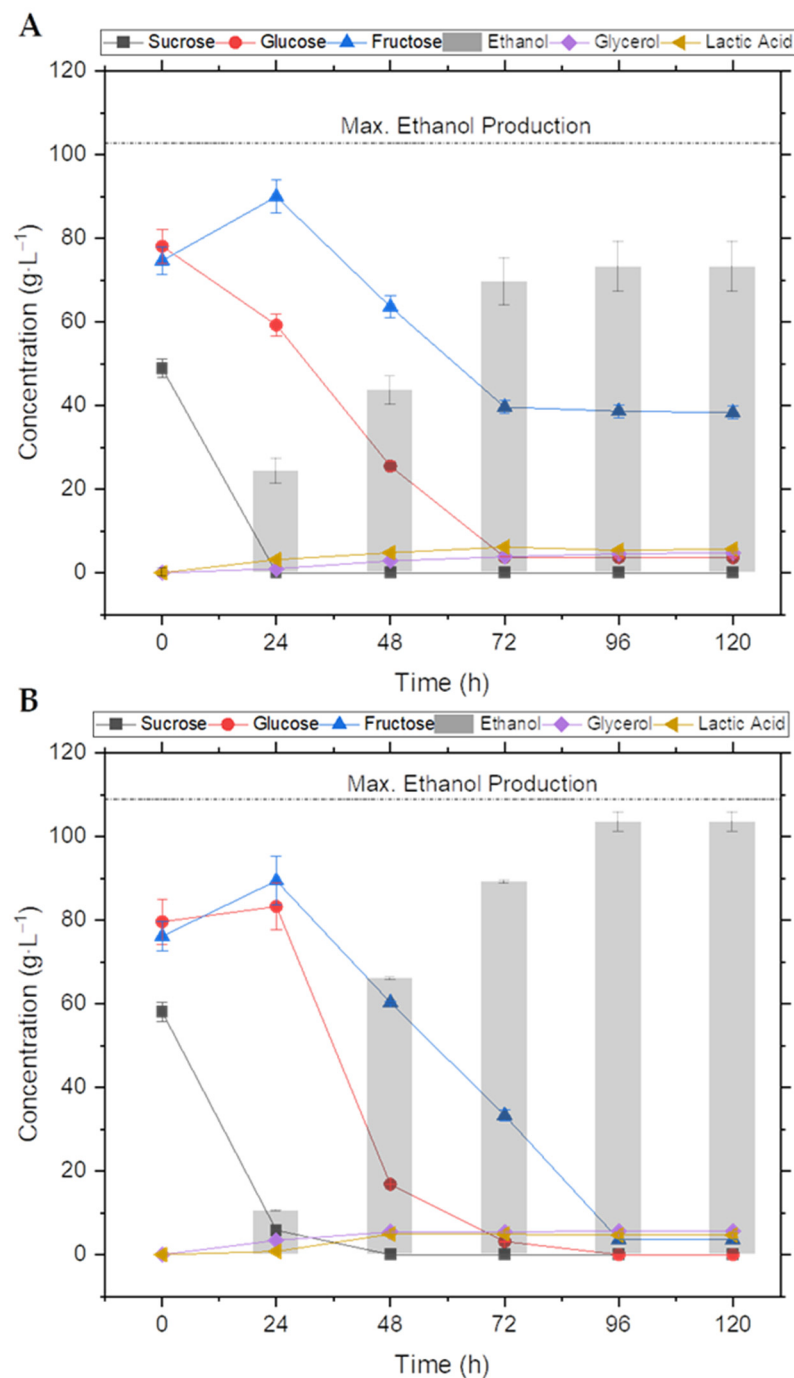 A
Sucrose Glucose Fructose Ethanol Glycerol Lactic Acid
120
Max. Ethanol Production
100
80
60
40
20
0
Concentration (g·L⁻¹)
0 24 48 72 96 120
Time (h)
B
Sucrose Glucose Fructose Ethanol Glycerol Lactic Acid
120
Max. Ethanol Production
100
80
60
40
20
0
Concentration (g·L⁻¹)
0 24 48 72 96 120
Time (h)